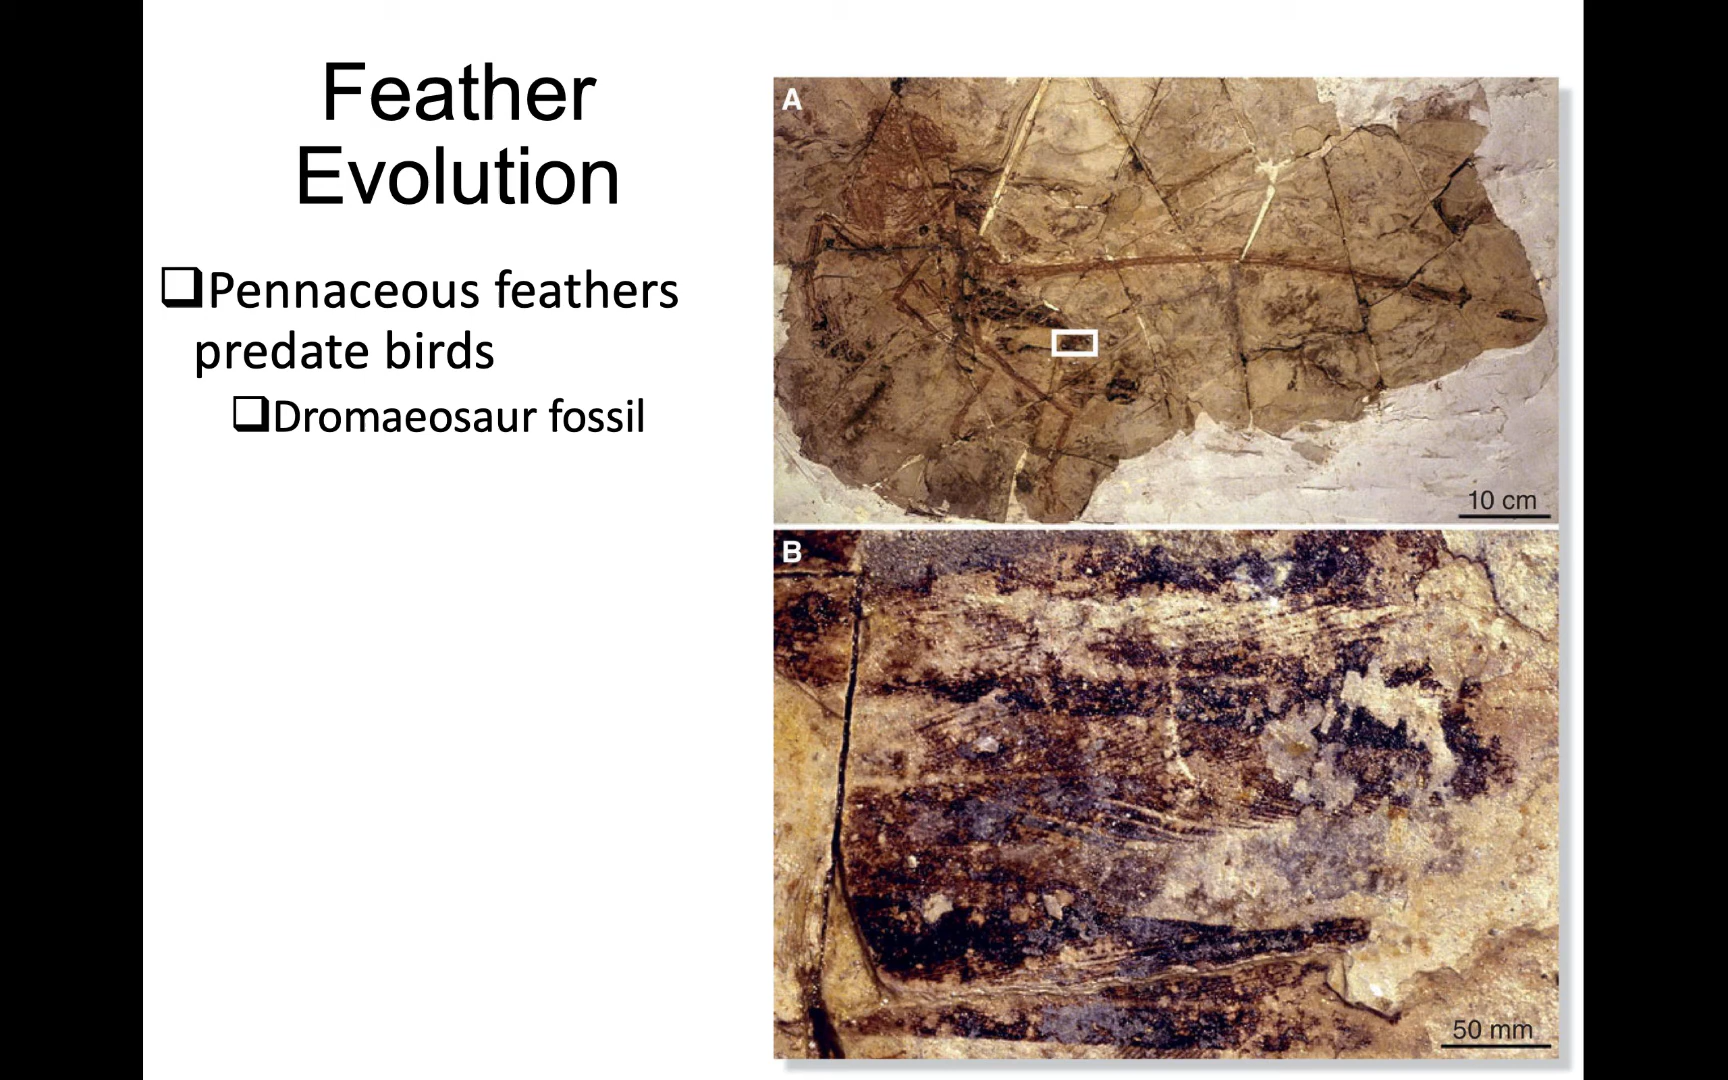 Feather
Evolution
❑Pennaceous feathers
predate birds
❑Dromaeosaur fossil
A
10 cm
B
50 mm